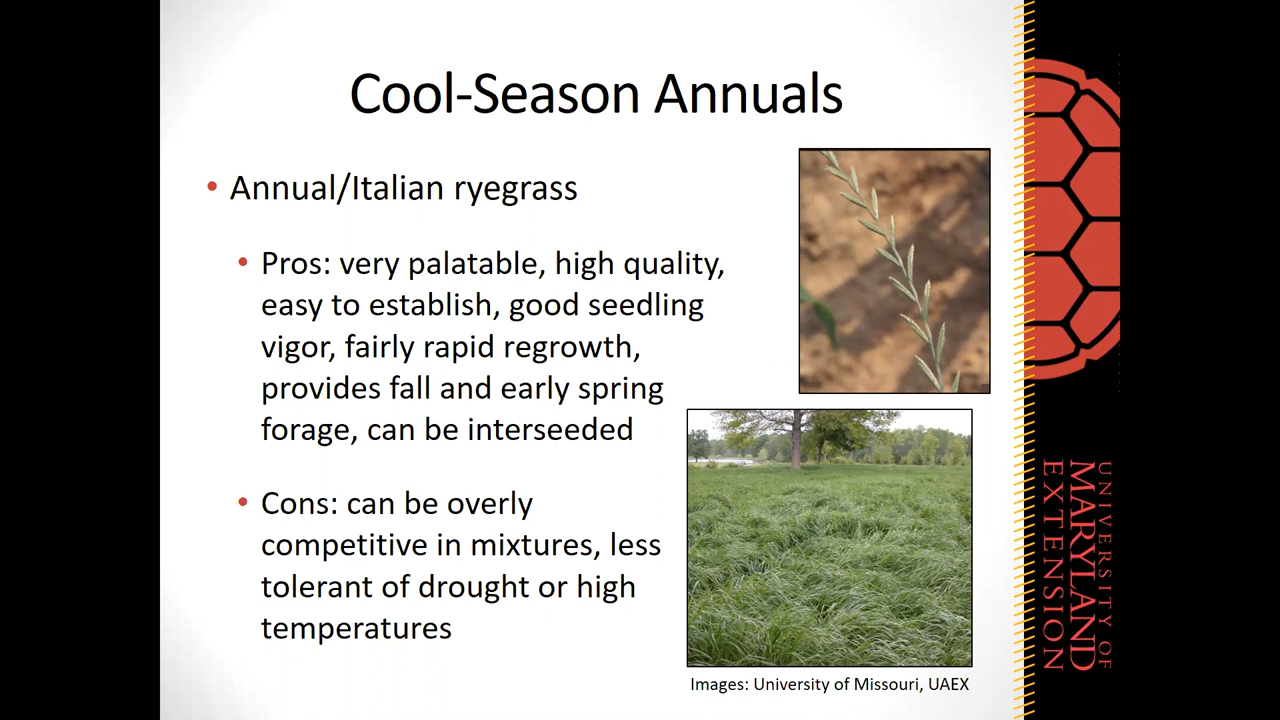 Cool-Season Annuals
• Annual/Italian ryegrass
• Pros: very palatable, high quality,
easy to establish, good seedling
vigor, fairly rapid regrowth,
provides fall and early spring
forage, can be interseeded
• Cons: can be overly
competitive in mixtures, less
tolerant of drought or high
temperatures
Images: University of Missouri, UAEX
UNIVERSITY OF
MARYLAND
EXTENSION